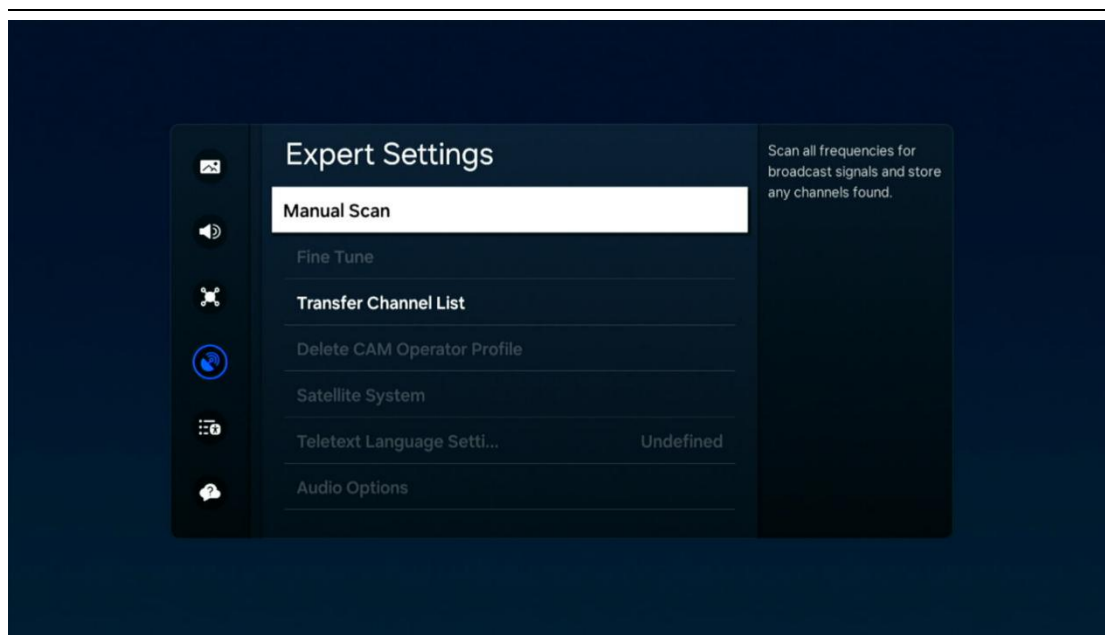 Expert Settings
Manual Scan
Fine Tune
Transfer Channel List
Delete CAM Operator Profile
Satellite System
Teletext Language Setti... Undefined
Audio Options
Scan all frequencies for
broadcast signals and store
any channels found.